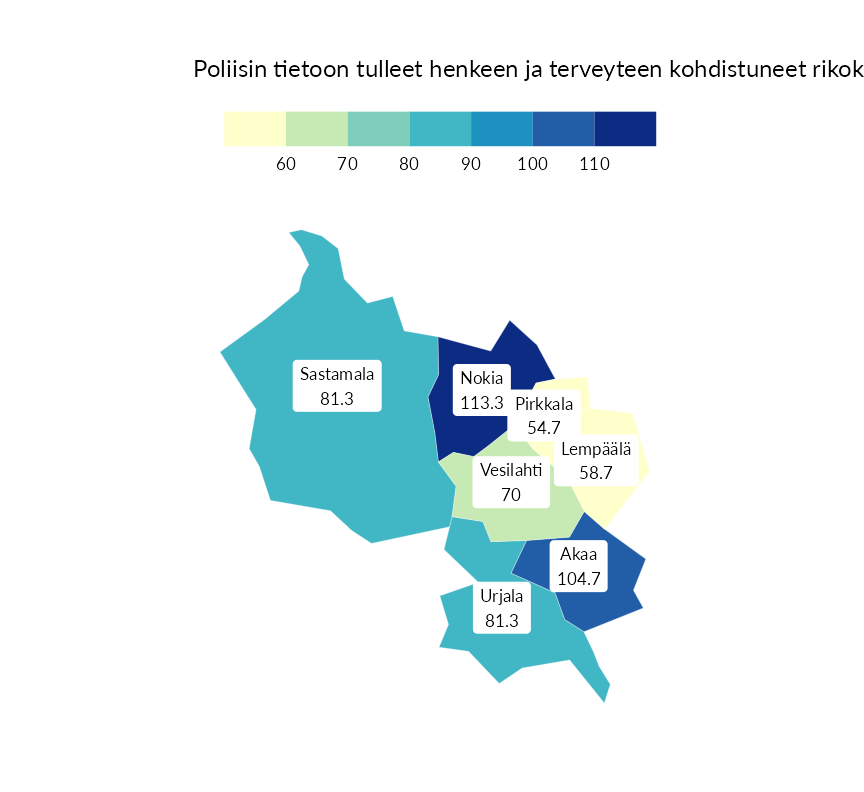 Poliisin tietoon tulleet henkeen ja terveyteen kohdistuneet rikok
60 70 80 90 100 110
Sastamala
81.3
Nokia
113.3
Pirkkala
54.7
Lempäälä
58.7
Vesilahti
70
Akaa
104.7
Urjala
81.3